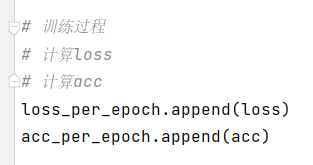 # 训练过程
# 计算loss
# 计算acc
loss_per_epoch.append(loss)
acc_per_epoch.append(acc)